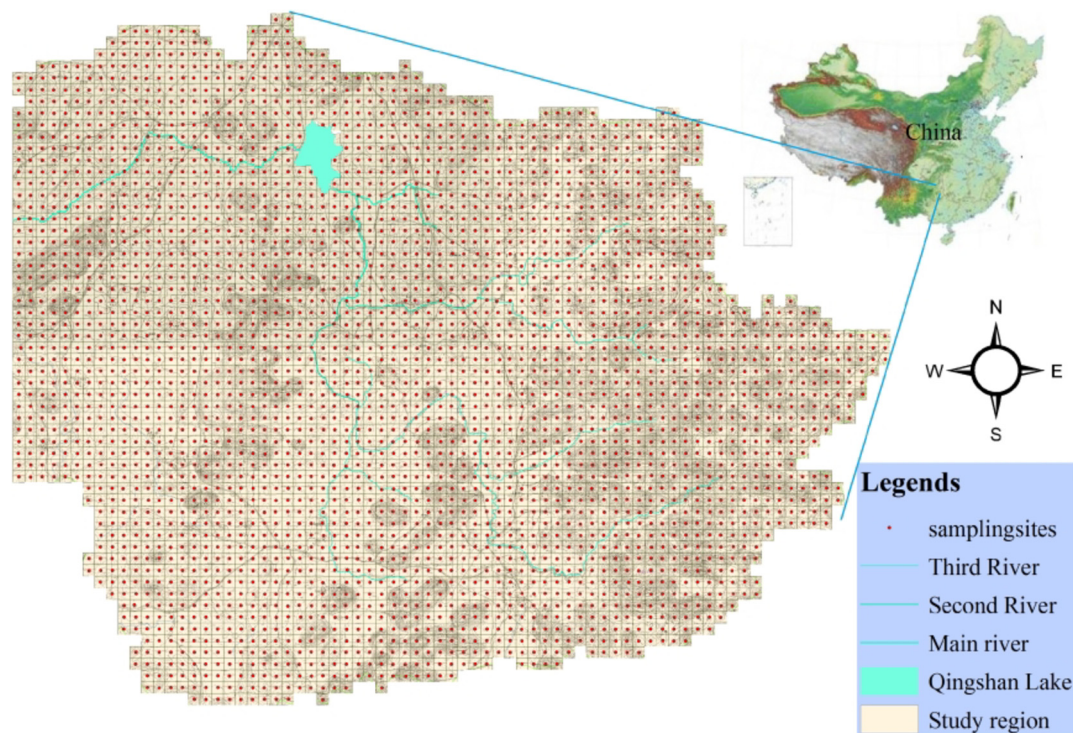 China
N
W E
S
Legends
samplingsites
Third River
Second River
Main river
Qingshan Lake
Study region